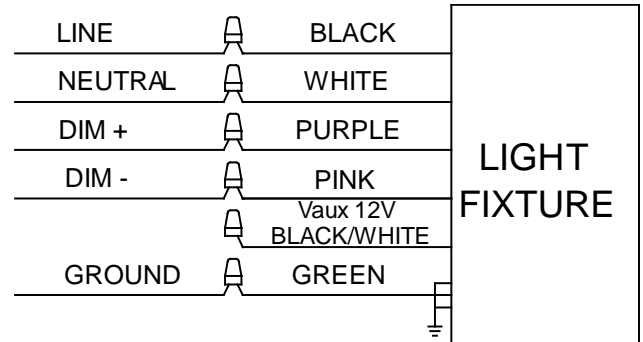 LINE BLACK
NEUTRAL WHITE
DIM + PURPLE
DIM - PINK
Vaux 12V
BLACK/WHITE
GROUND GREEN
LIGHT
FIXTURE